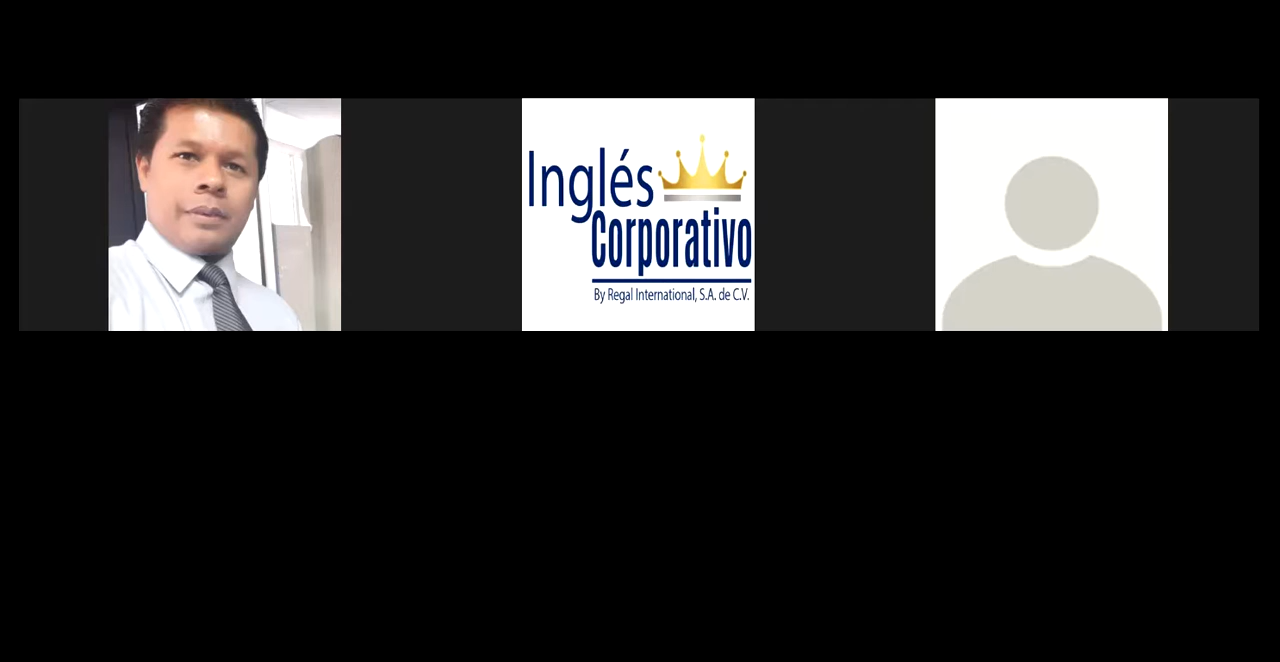 Inglés
Corporativo
By Regal International, S.A. de C.V.